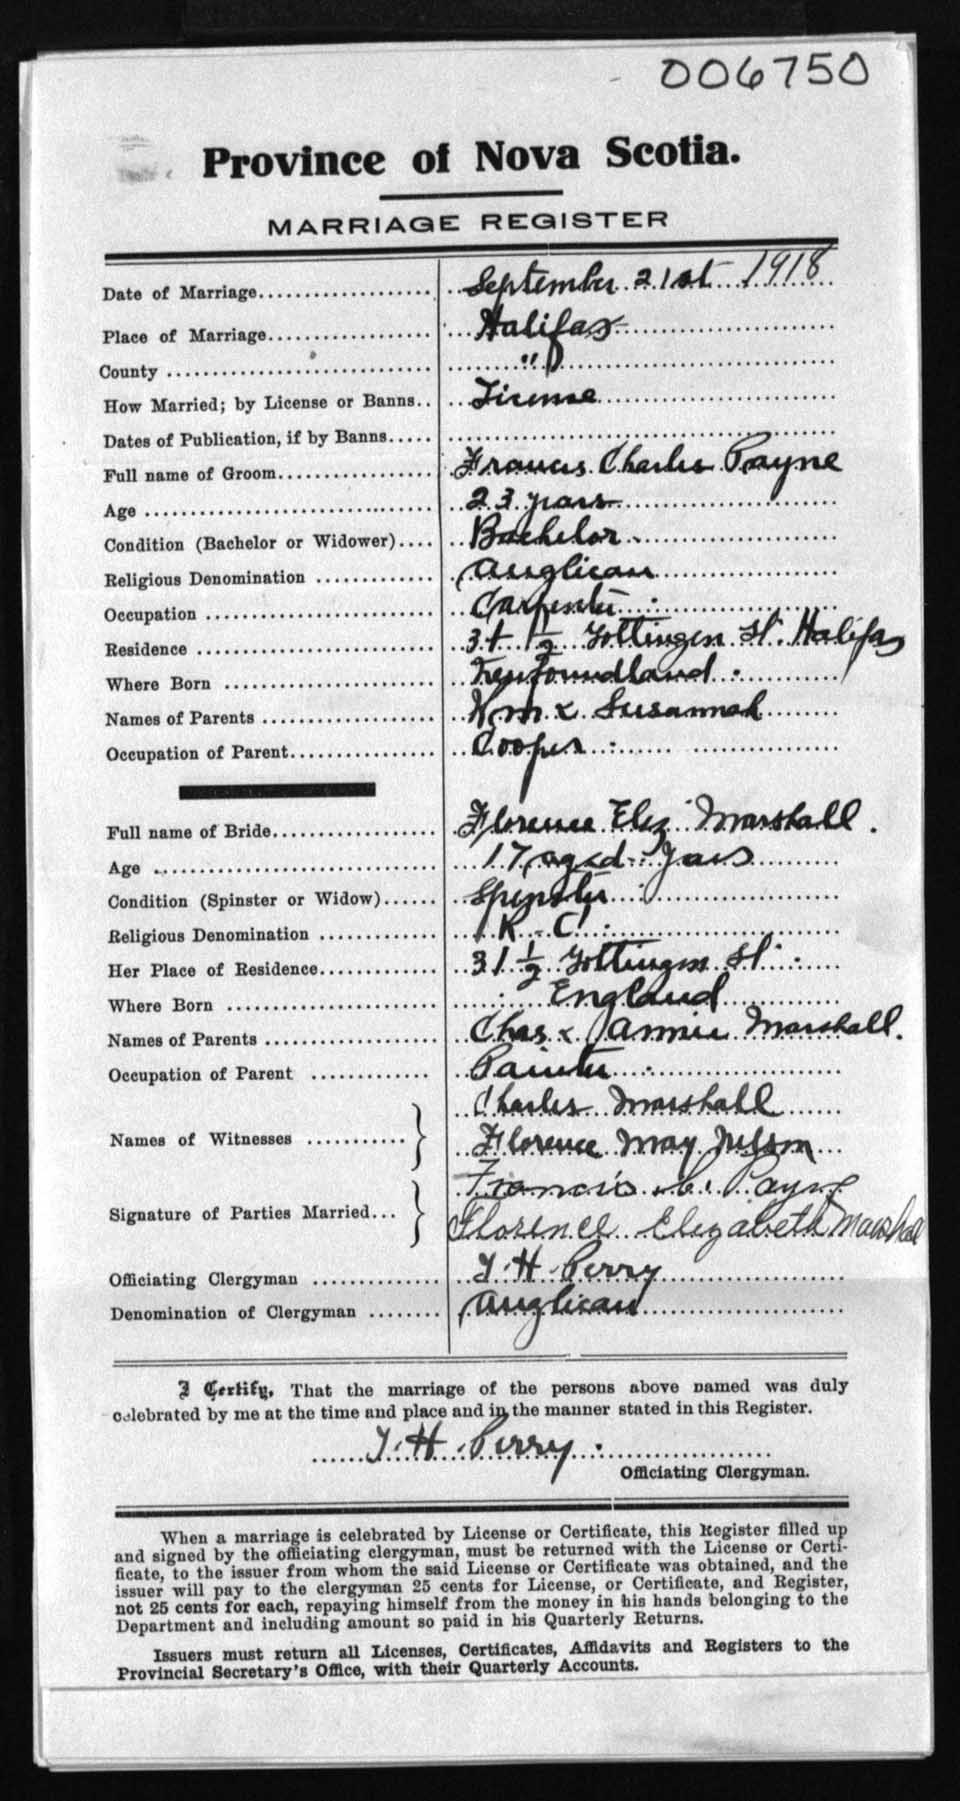 006750
Province of Nova Scotia.
MARRIAGE REGISTER
Date of Marriage.................... September 21st 1918
Place of Marriage................... Halifax
County .............................. "
How Married; by License or Banns.. License
Dates of Publication, if by Banns.....
Full name of Groom................. Francis Charles Payne
Age ................................ 23 years
Condition (Bachelor or Widower).... Bachelor
Religious Denomination ............. Anglican
Occupation ......................... Carpenter
Residence .......................... 1/2 Gottingen St. Halifax
Where Born ........................ Newfoundland
Names of Parents ................... Wm & Susannah
Occupation of Parent................ Cooper
Full name of Bride.................. Florence Eliz Marshall.
Age ................................ 17 aged years
Condition (Spinster or Widow)...... Spinster
Religious Denomination ............. R.C.
Her Place of Residence............. 31 1/2 Gottingen St
Where Born ........................ England
Names of Parents ................... Chas & Annie Marshall.
Occupation of Parent ............. Painter
Charles Marshall
Names of Witnesses ........... } Florence May Nelson
Francis C. Payne
Signature of Parties Married... } Florence Elizabeth Marshall
Officiating Clergyman .............. T. H. Perry
Denomination of Clergyman ........ Anglican
I Certify, That the marriage of the persons above named was duly
celebrated by me at the time and place and in the manner stated in this Register.
T. H. Perry
Officiating Clergyman.
When a marriage is celebrated by License or Certificate, this Register filled up
and signed by the officiating clergyman, must be returned with the License or Certi-
ficate, to the issuer from whom the said License or Certificate was obtained, and the
issuer will pay to the clergyman 25 cents for License, or Certificate, and Register,
not 25 cents for each, repaying himself from the money in his hands belonging to the
Department and including amount so paid in his Quarterly Returns.
Issuers must return all Licenses, Certificates, Affidavits and Registers to the
Provincial Secretary's Office, with their Quarterly Accounts.